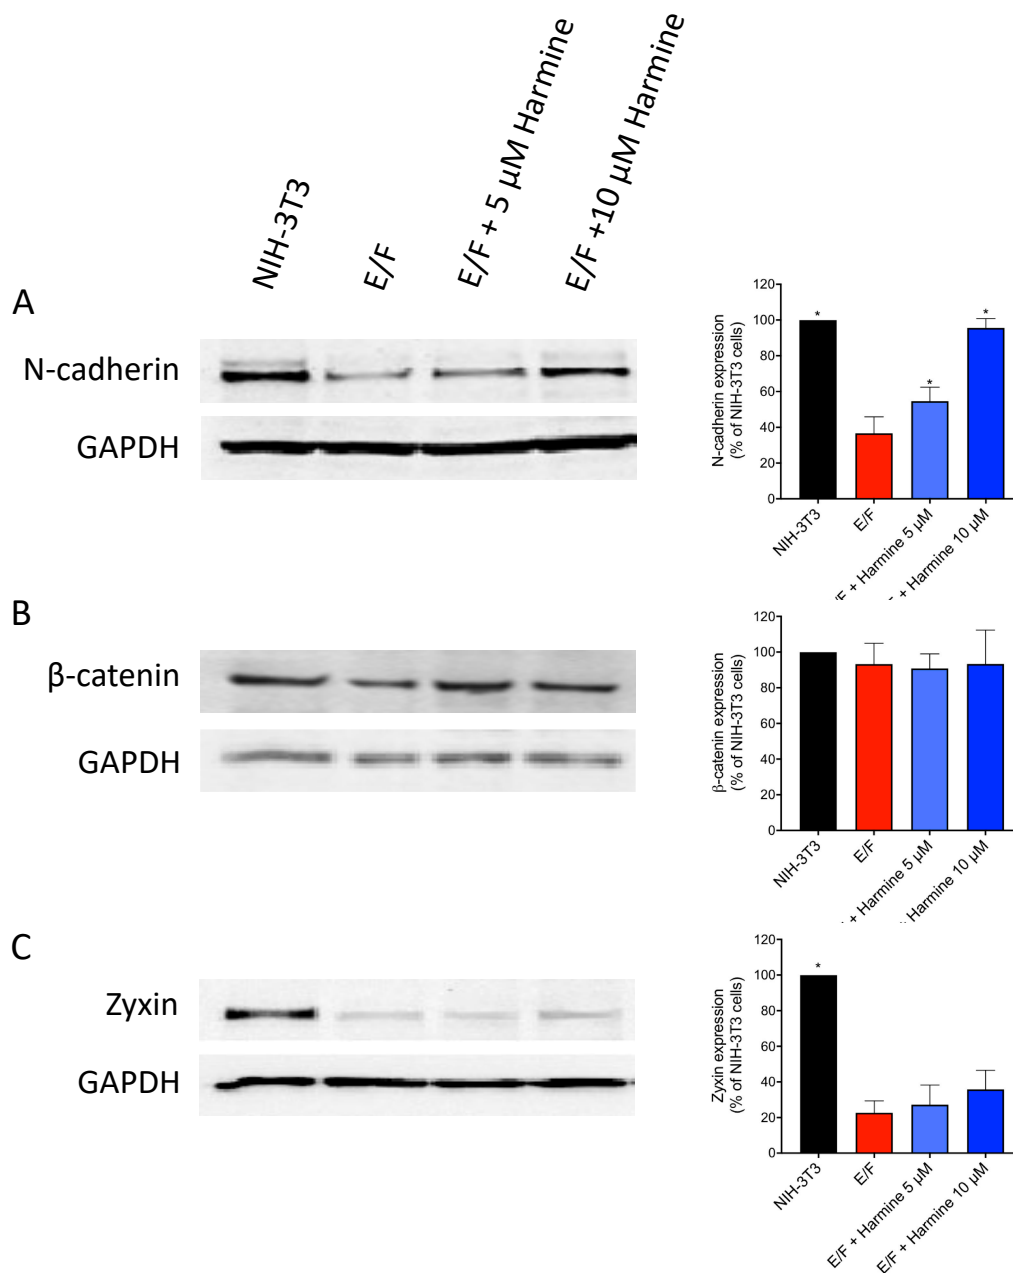 NIH-3T3
E/F
E/F + 5 µM Harmine
E/F +10 µM Harmine
A
N-cadherin
GAPDH
N-cadherin expression
(% of NIH-3T3 cells)
120
100
80
60
40
20
0
*
*
*
NIH-3T3
E/F
/F + Harmine 5 µM
+ Harmine 10 µM
B
β-catenin
GAPDH
β-catenin expression
(% of NIH-3T3 cells)
120
100
80
60
40
20
0
NIH-3T3
E/F
+ Harmine 5 µM
Harmine 10 µM
C
Zyxin
GAPDH
Zyxin expression
(% of NIH-3T3 cells)
120
100
80
60
40
20
0
*
NIH-3T3
E/F
E/F + Harmine 5 µM
E/F + Harmine 10 µM